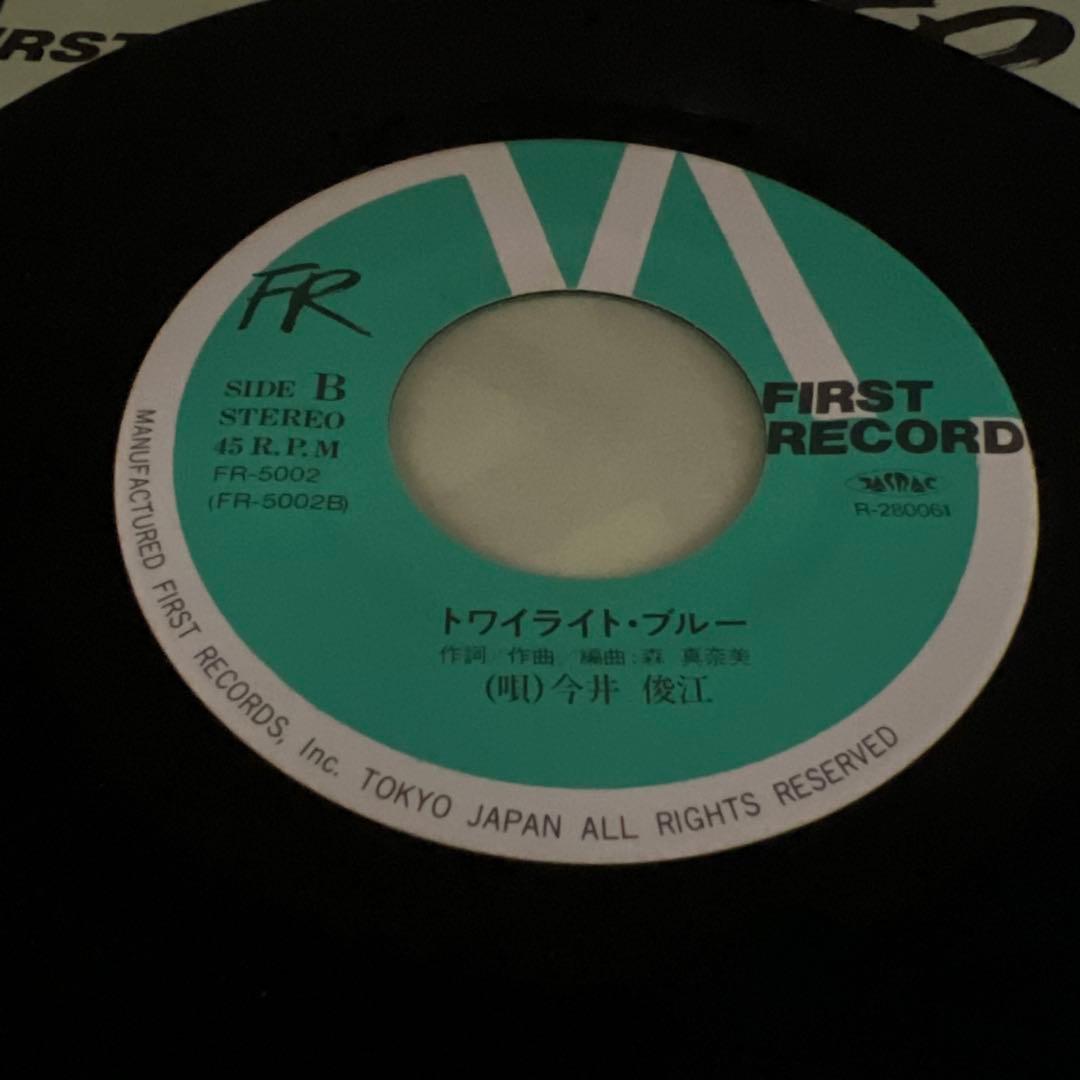 FR
SIDE B
STEREO
45 R.P.M
FR-5002
(FR-5002B)
FIRST
RECORD
JASRAC
R-280061
トワイライト・ブルー
作詞/作曲/編曲:森 真奈美
(唄)今井 俊江
MANUFACTURED FIRST RECORDS, Inc. TOKYO JAPAN ALL RIGHTS RESERVED